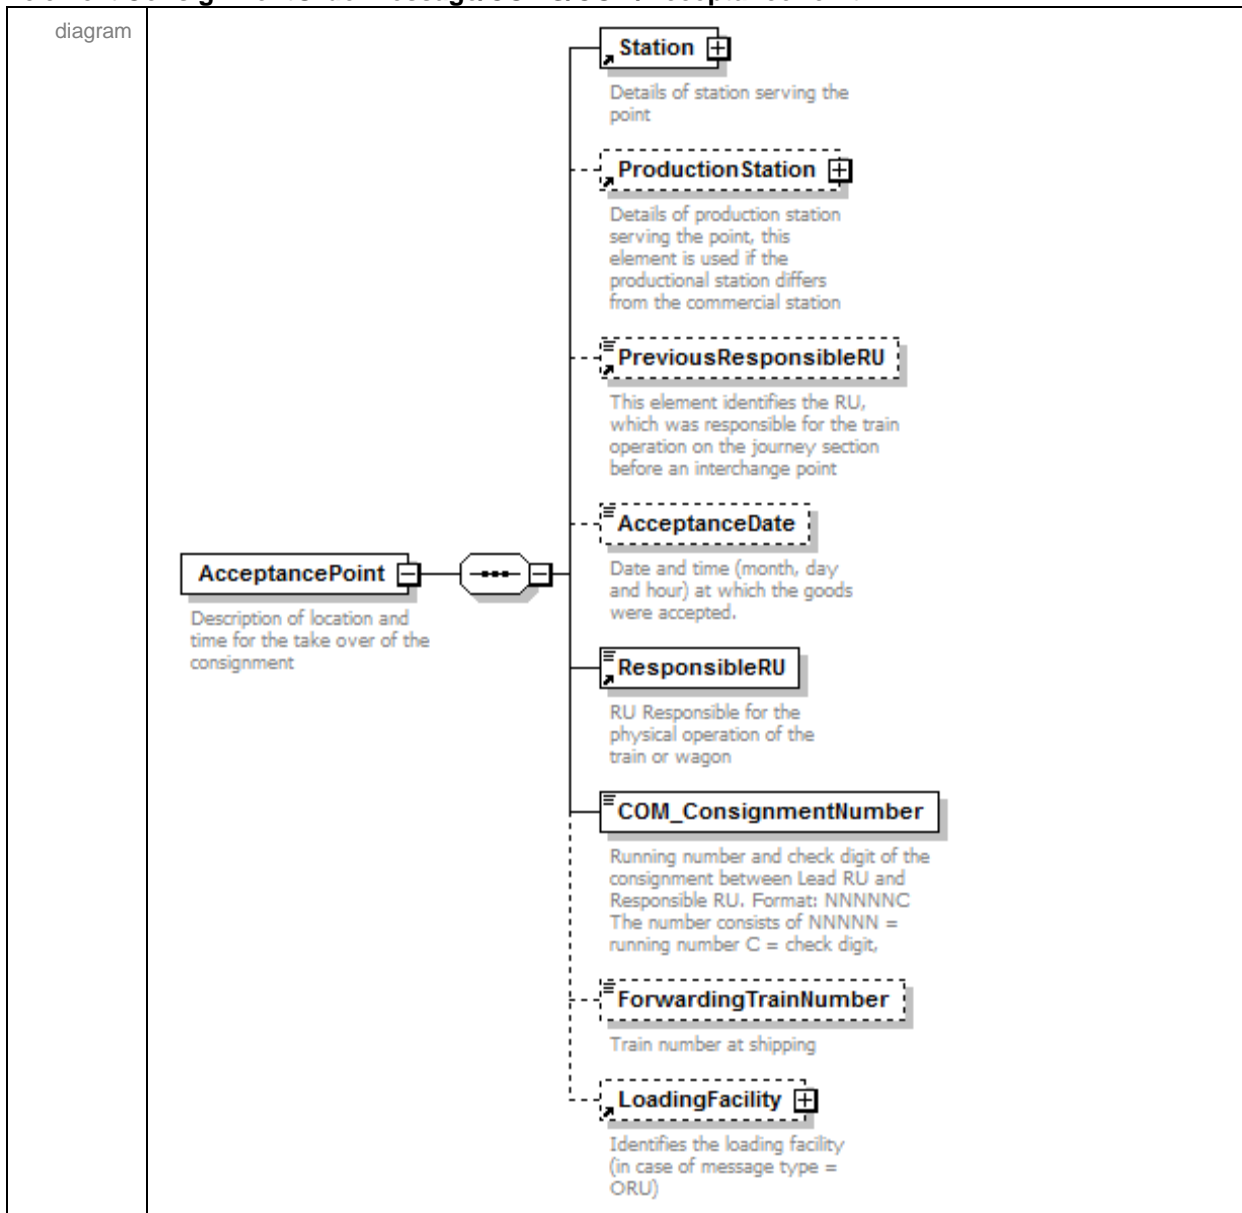 diagram
Station
Details of station serving the
point
ProductionStation
Details of production station
serving the point, this
element is used if the
productional station differs
from the commercial station
PreviousResponsibleRU
This element identifies the RU,
which was responsible for the train
operation on the journey section
before an interchange point
AcceptanceDate
Date and time (month, day
and hour) at which the goods
were accepted.
AcceptancePoint
Description of location and
time for the take over of the
consignment
ResponsibleRU
RU Responsible for the
physical operation of the
train or wagon
COM_ConsignmentNumber
Running number and check digit of the
consignment between Lead RU and
Responsible RU. Format: NNNNNC
The number consists of NNNNN =
running number C = check digit,
ForwardingTrainNumber
Train number at shipping
LoadingFacility
Identifies the loading facility
(in case of message type =
ORU)